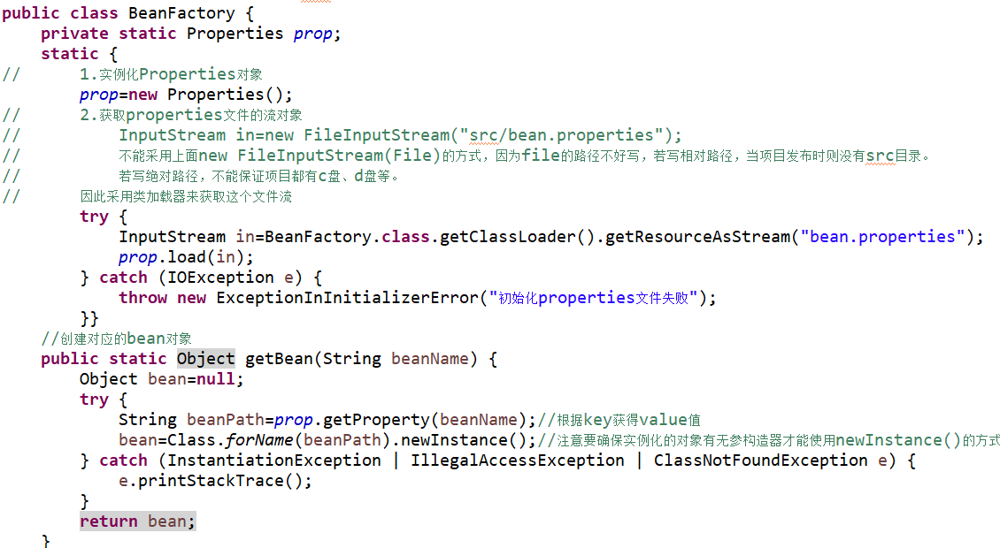 public class BeanFactory {
    private static Properties prop;
    static {
//      1.实例化Properties对象
        prop=new Properties();
//      2.获取properties文件的流对象
//          InputStream in=new FileInputStream("src/bean.properties");
//          不能采用上面new FileInputStream(File)的方式，因为file的路径不好写，若写相对路径，当项目发布时则没有src目录。
//          若写绝对路径，不能保证项目都有c盘、d盘等。
//      因此采用类加载器来获取这个文件流
        try {
            InputStream in=BeanFactory.class.getClassLoader().getResourceAsStream("bean.properties");
            prop.load(in);
        } catch (IOException e) {
            throw new ExceptionInInitializerError("初始化properties文件失败");
        }}
    //创建对应的bean对象
    public static Object getBean(String beanName) {
        Object bean=null;
        try {
            String beanPath=prop.getProperty(beanName);//根据key获得value值
            bean=Class.forName(beanPath).newInstance();//注意要确保实例化的对象有无参构造器才能使用newInstance()的方式
        } catch (InstantiationException | IllegalAccessException | ClassNotFoundException e) {
            e.printStackTrace();
        }
        return bean;
    }